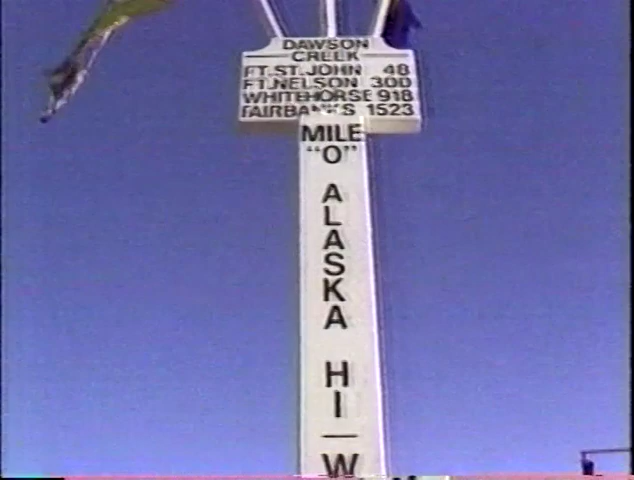 DAWSON
CREEK
FT. ST. JOHN 48
FT. NELSON 300
WHITEHORSE 918
FAIRBANKS 1523
MILE
"O"
ALASKA
HI
—
W